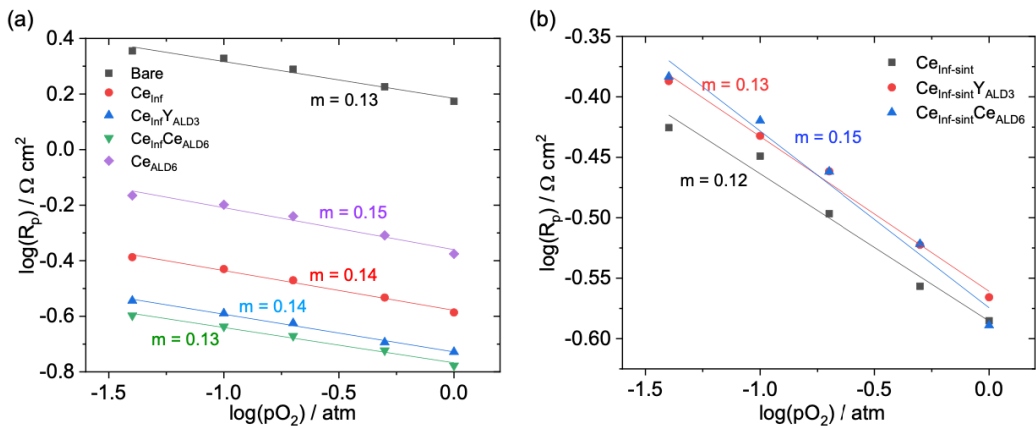 (a)
0.4
0.2
0.0
-0.2
-0.4
-0.6
-0.8
log(Rp) / Ω cm²
Bare
CeInf
CeInfYALD3
CeInfCeALD6
CeALD6
m = 0.13
m = 0.15
m = 0.14
m = 0.14
m = 0.13
-1.5
-1.0
-0.5
0.0
log(pO₂) / atm
(b)
-0.35
-0.40
-0.45
-0.50
-0.55
-0.60
log(Rp) / Ω cm²
CeInf-sint
CeInf-sintYALD3
CeInf-sintCeALD6
m = 0.13
m = 0.15
m = 0.12
-1.5
-1.0
-0.5
0.0
log(pO₂) / atm